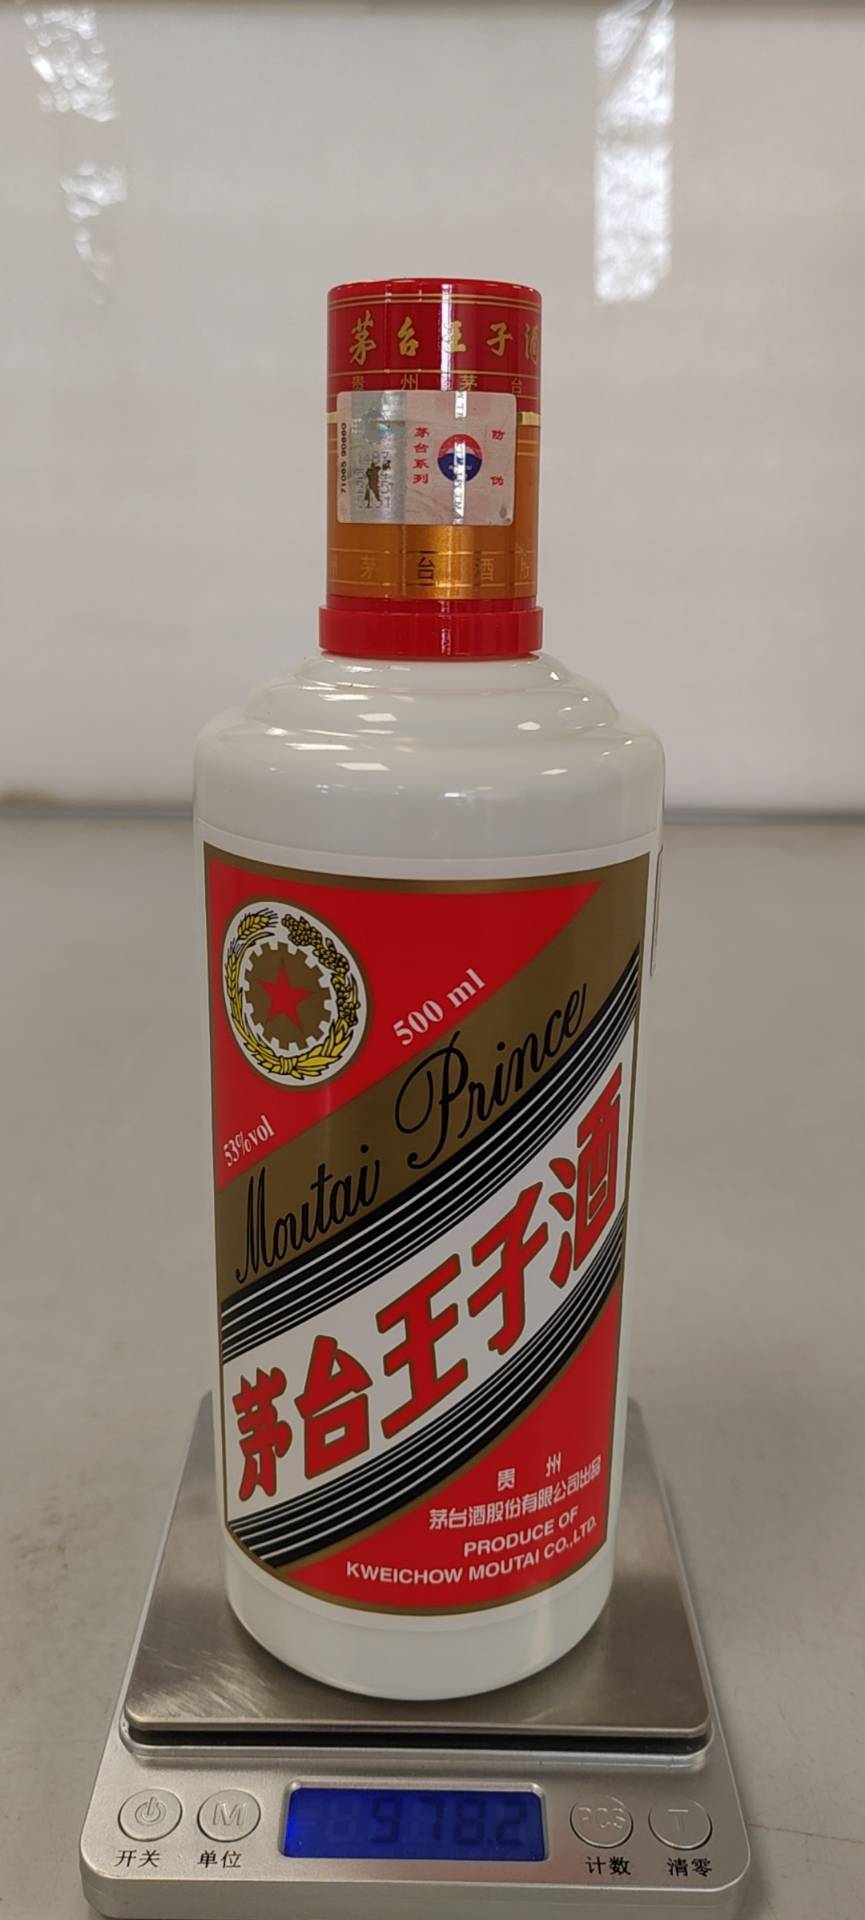 茅台王子酒
贵州茅台
71065 90660
茅台系列
防伪
茅台酒
500 ml
53%vol
Moutai Prince
茅台王子酒
贵州
茅台酒股份有限公司出品
PRODUCE OF
KWEICHOW MOUTAI CO.,LTD.
M
978.2
PCS
T
开关
单位
计数
清零